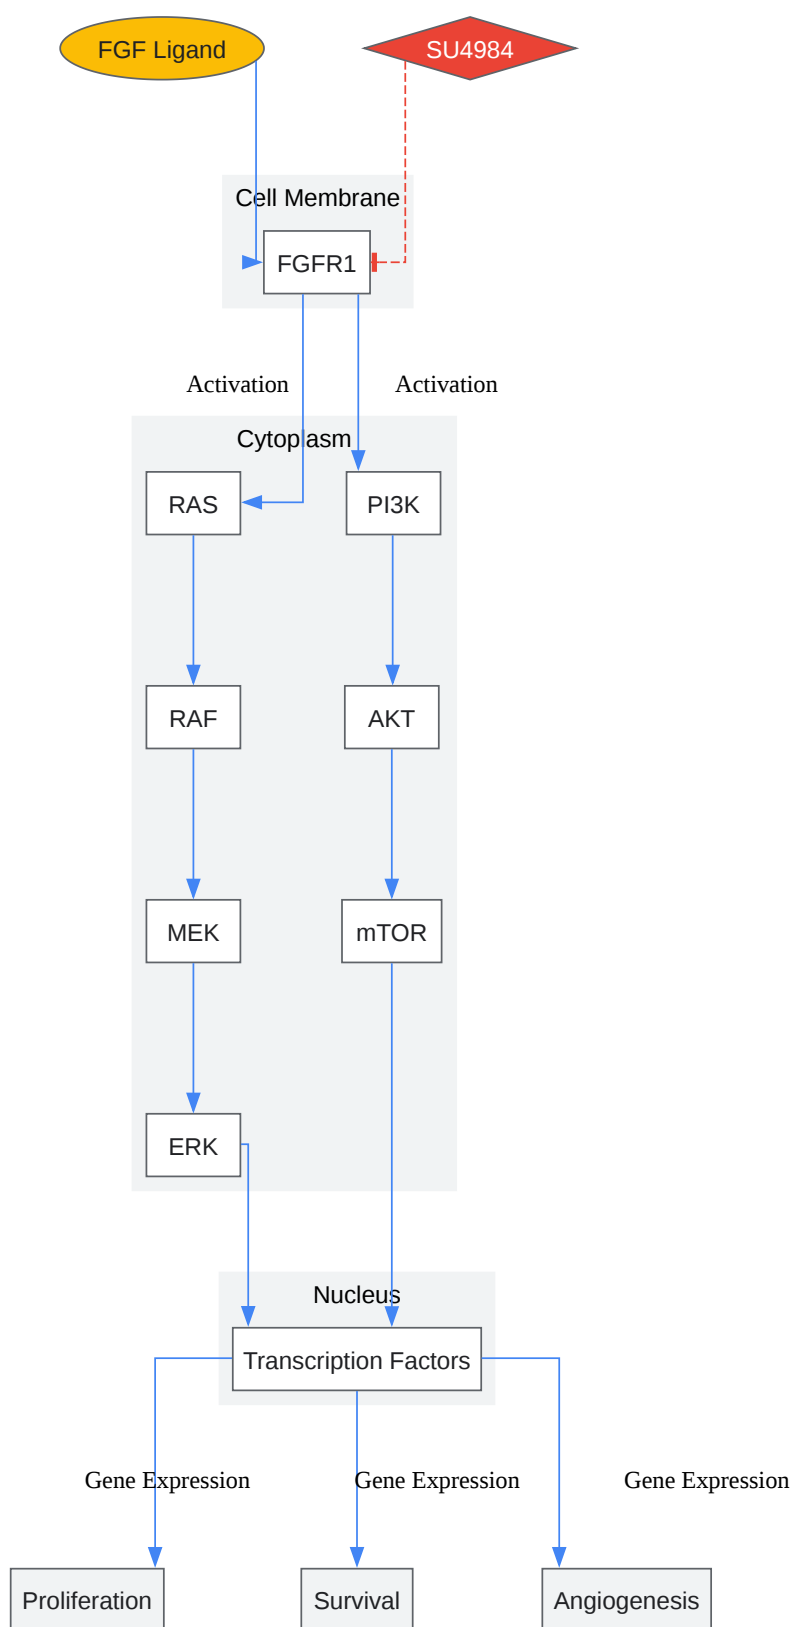 FGF Ligand
SU4984
Cell Membrane
FGFR1
Activation
Activation
Cytoplasm
RAS
PI3K
RAF
AKT
MEK
mTOR
ERK
Nucleus
Transcription Factors
Gene Expression
Gene Expression
Gene Expression
Proliferation
Survival
Angiogenesis